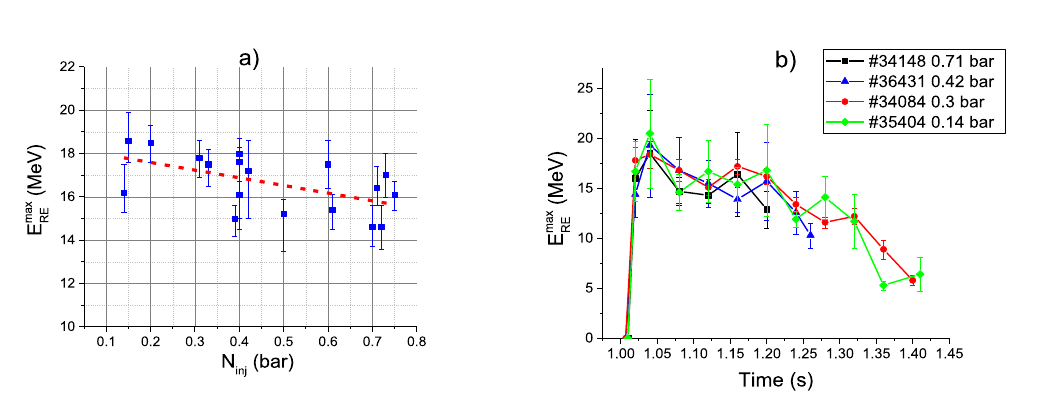 a)
22
20
18
16
14
12
10
E_RE^max (MeV)
0.1 0.2 0.3 0.4 0.5 0.6 0.7 0.8
N_inj (bar)
b)
#34148 0.71 bar
#36431 0.42 bar
#34084 0.3 bar
#35404 0.14 bar
25
20
15
10
5
0
E_RE^max (MeV)
1.00 1.05 1.10 1.15 1.20 1.25 1.30 1.35 1.40 1.45
Time (s)